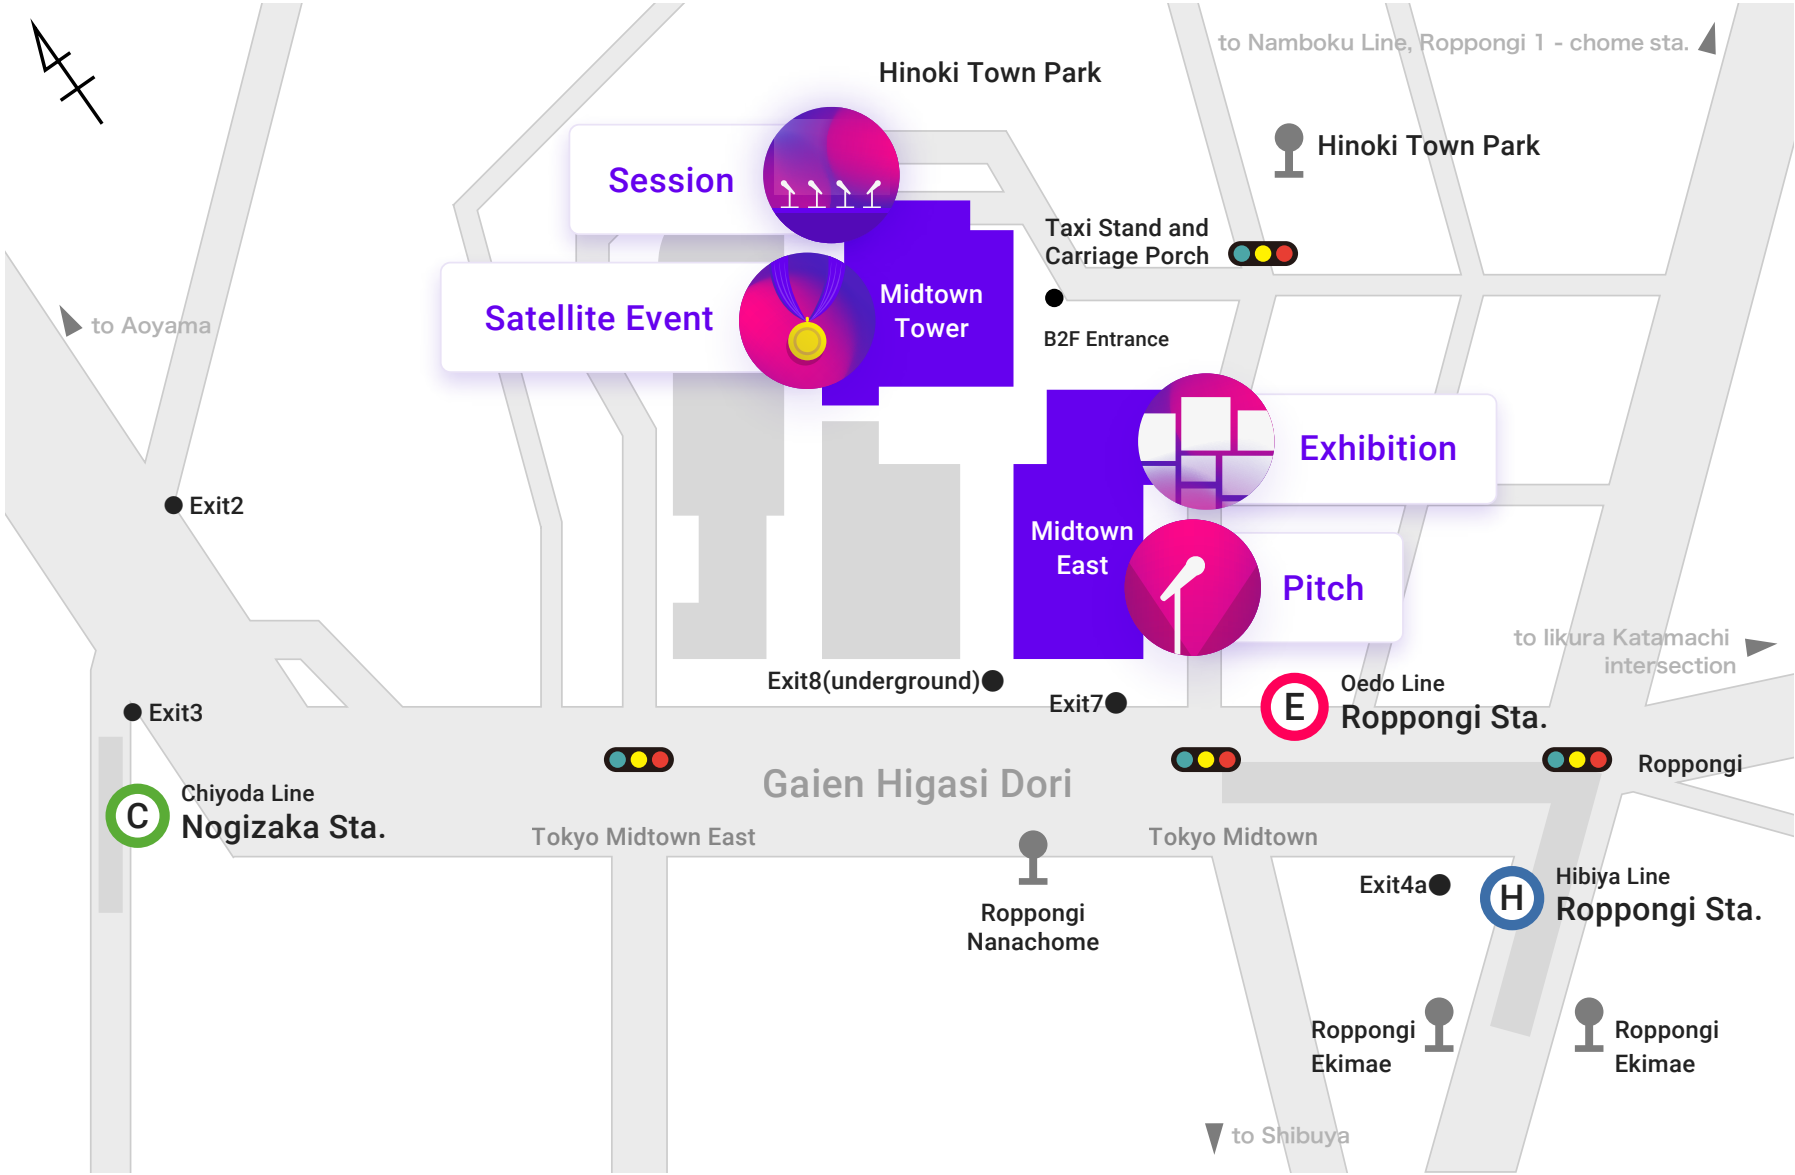 to Namboku Line, Roppongi 1 - chome sta.
Hinoki Town Park
Hinoki Town Park
Session
Taxi Stand and
Carriage Porch
Satellite Event
Midtown
Tower
to Aoyama
B2F Entrance
Exhibition
Exit2
Midtown
East
Pitch
to Iikura Katamachi
intersection
Exit8(underground)
Exit7
E
Oedo Line
Roppongi Sta.
Exit3
Roppongi
Gaien Higasi Dori
C
Chiyoda Line
Nogizaka Sta.
Tokyo Midtown East
Tokyo Midtown
Exit4a
H
Hibiya Line
Roppongi Sta.
Roppongi
Nanachome
Roppongi
Ekimae
Roppongi
Ekimae
to Shibuya